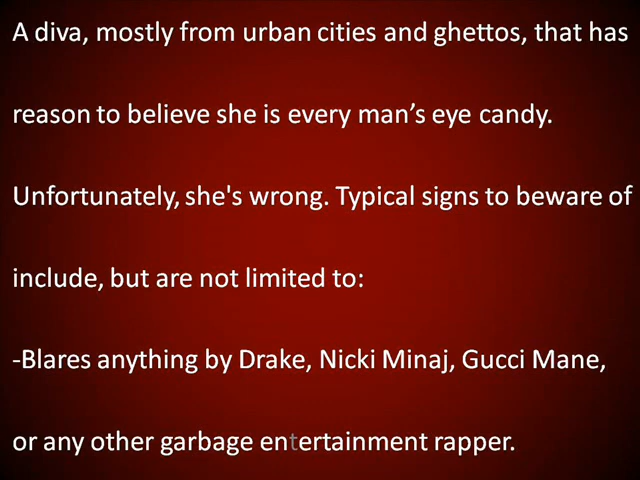 A diva, mostly from urban cities and ghettos, that has
reason to believe she is every man’s eye candy.
Unfortunately, she's wrong. Typical signs to beware of
include, but are not limited to:
-Blares anything by Drake, Nicki Minaj, Gucci Mane,
or any other garbage entertainment rapper.